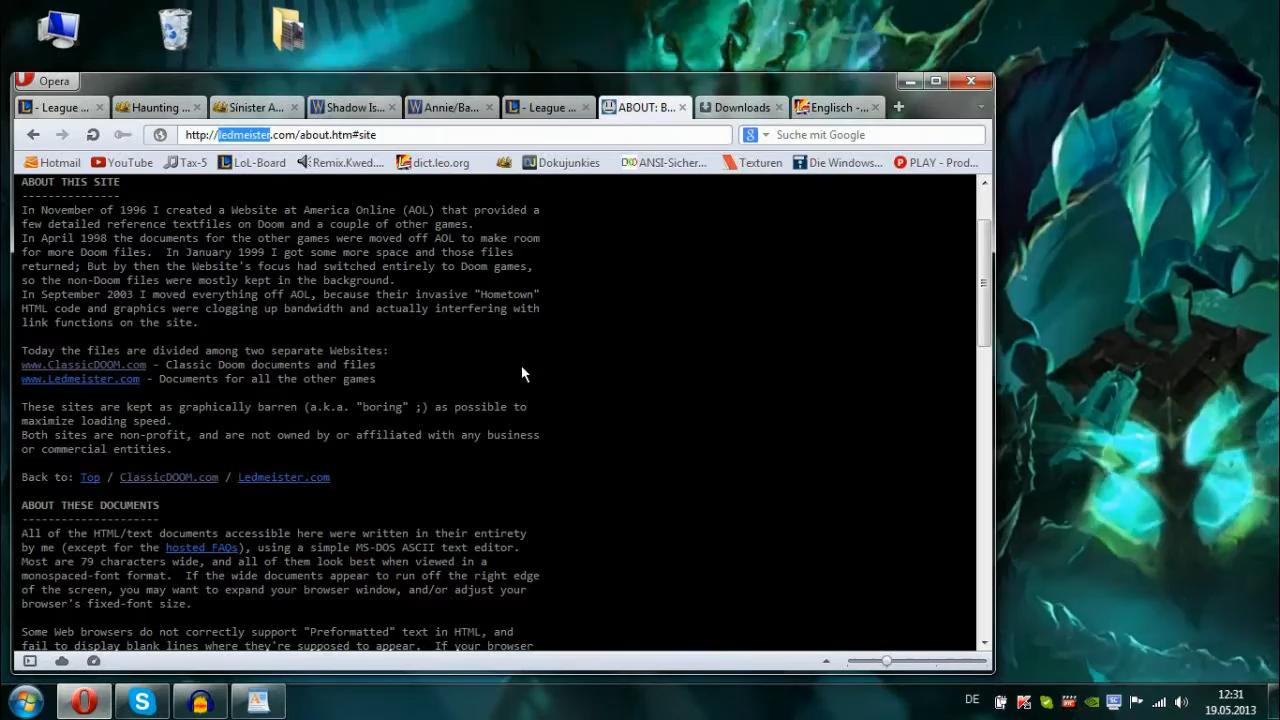 Opera
- League ...
Haunting ...
Sinister A...
Shadow Is...
Annie/Ba...
- League ...
ABOUT: B...
Downloads
Englisch -...
http://ledmeister.com/about.htm#site
Suche mit Google
Hotmail
YouTube
Tax-5
LoL-Board
Remix.Kwed....
dict.leo.org
Dokujunkies
ANSI-Sicher...
Texturen
Die Windows...
PLAY - Prod...
ABOUT THIS SITE
---------------
In November of 1996 I created a Website at America Online (AOL) that provided a
few detailed reference textfiles on Doom and a couple of other games.
In April 1998 the documents for the other games were moved off AOL to make room
for more Doom files.  In January 1999 I got some more space and those files
returned; But by then the Website's focus had switched entirely to Doom games,
so the non-Doom files were mostly kept in the background.
In September 2003 I moved everything off AOL, because their invasive "Hometown"
HTML code and graphics were clogging up bandwidth and actually interfering with
link functions on the site.
Today the files are divided among two separate Websites:
www.ClassicDOOM.com - Classic Doom documents and files
www.Ledmeister.com - Documents for all the other games
These sites are kept as graphically barren (a.k.a. "boring" ;) as possible to
maximize loading speed.
Both sites are non-profit, and are not owned by or affiliated with any business
or commercial entities.
Back to: Top / ClassicDOOM.com / Ledmeister.com
ABOUT THESE DOCUMENTS
---------------------
All of the HTML/text documents accessible here were written in their entirety
by me (except for the hosted FAQs), using a simple MS-DOS ASCII text editor.
Most are 79 characters wide, and all of them look best when viewed in a
monospaced-font format.  If the wide documents appear to run off the right edge
of the screen, you may want to expand your browser window, and/or adjust your
browser's fixed-font size.
Some Web browsers do not correctly support "Preformatted" text in HTML, and
fail to display blank lines where they're supposed to appear.  If your browser
DE
12:31
19.05.2013